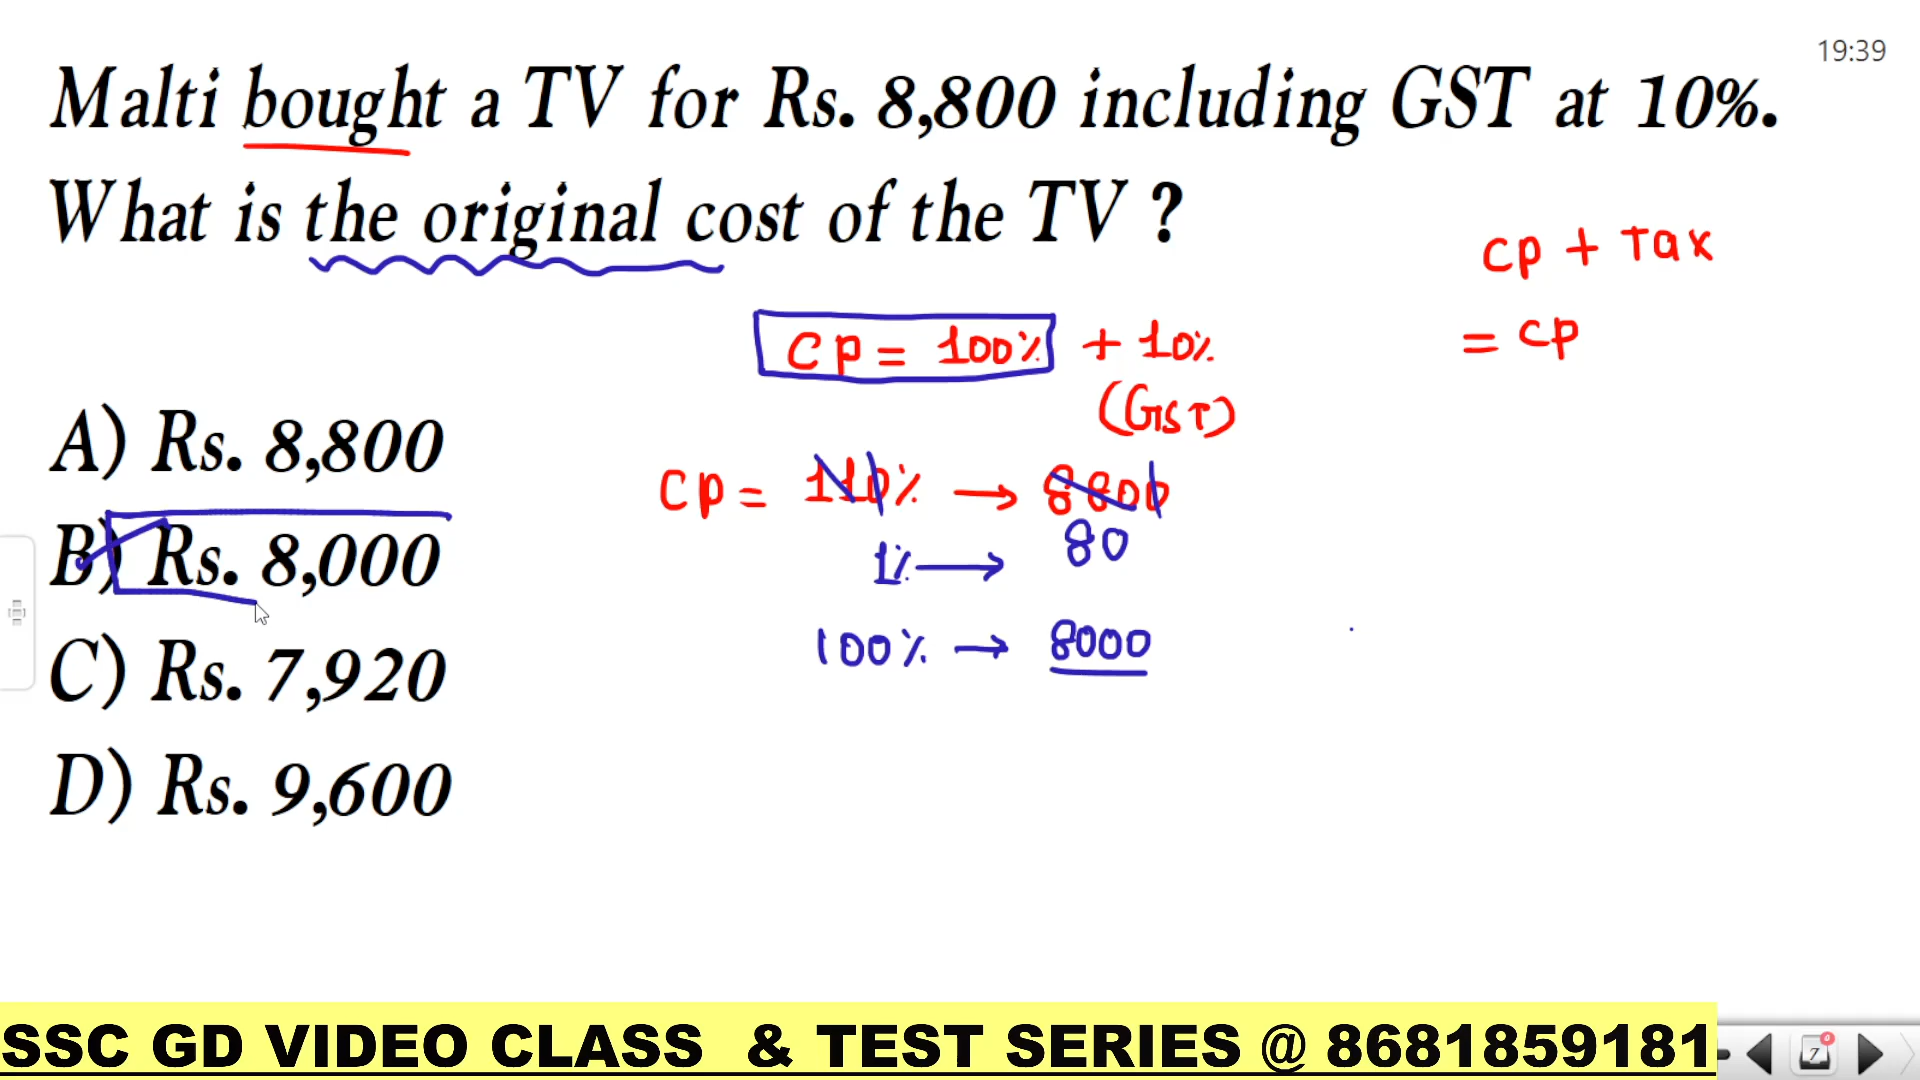 19:39
Malti bought a TV for Rs. 8,800 including GST at 10%.
What is the original cost of the TV ?
CP + Tax
= CP
CP = 100% + 10%
(GST)
A) Rs. 8,800
CP = 110% → 8800
B) Rs. 8,000
1% → 80
100% → 8000
C) Rs. 7,920
D) Rs. 9,600
SSC GD VIDEO CLASS & TEST SERIES @ 8681859181
7